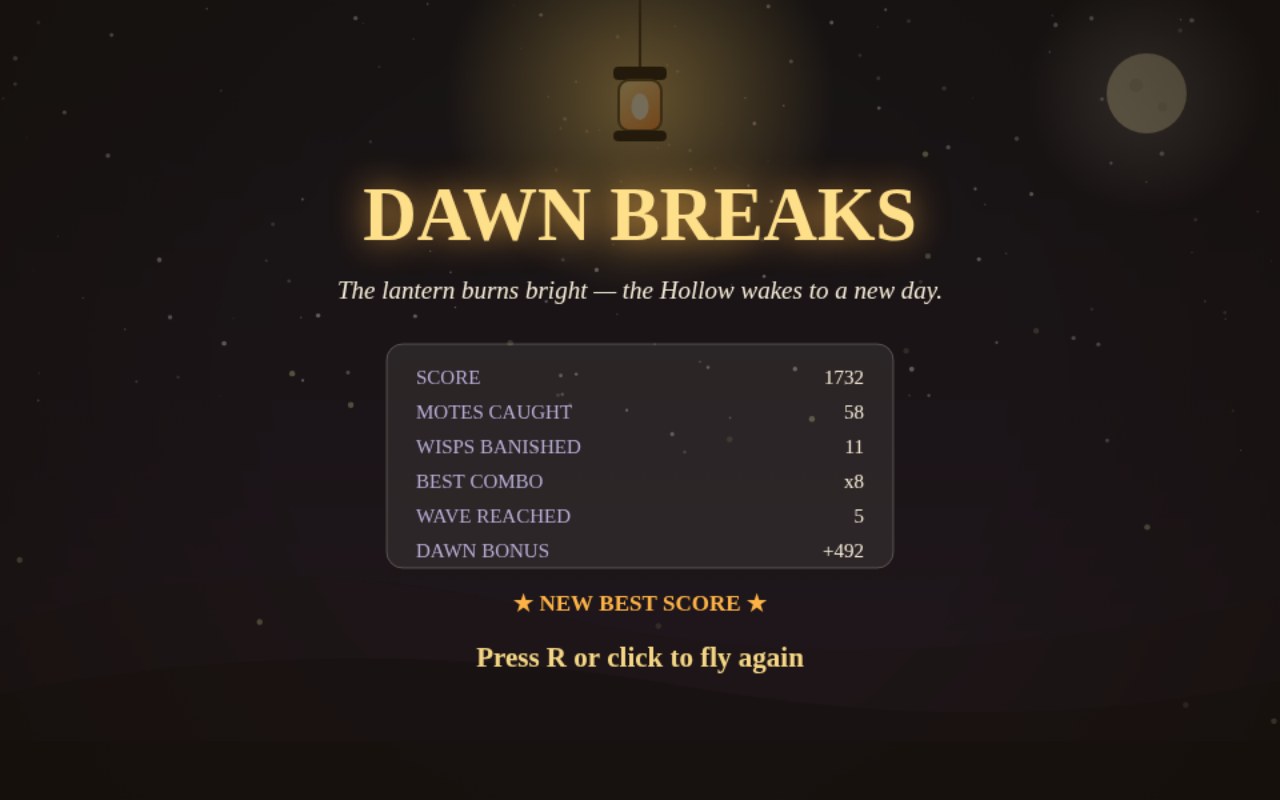 DAWN BREAKS
The lantern burns bright — the Hollow wakes to a new day.
SCORE 1732
MOTES CAUGHT 58
WISPS BANISHED 11
BEST COMBO x8
WAVE REACHED 5
DAWN BONUS +492
★ NEW BEST SCORE ★
Press R or click to fly again